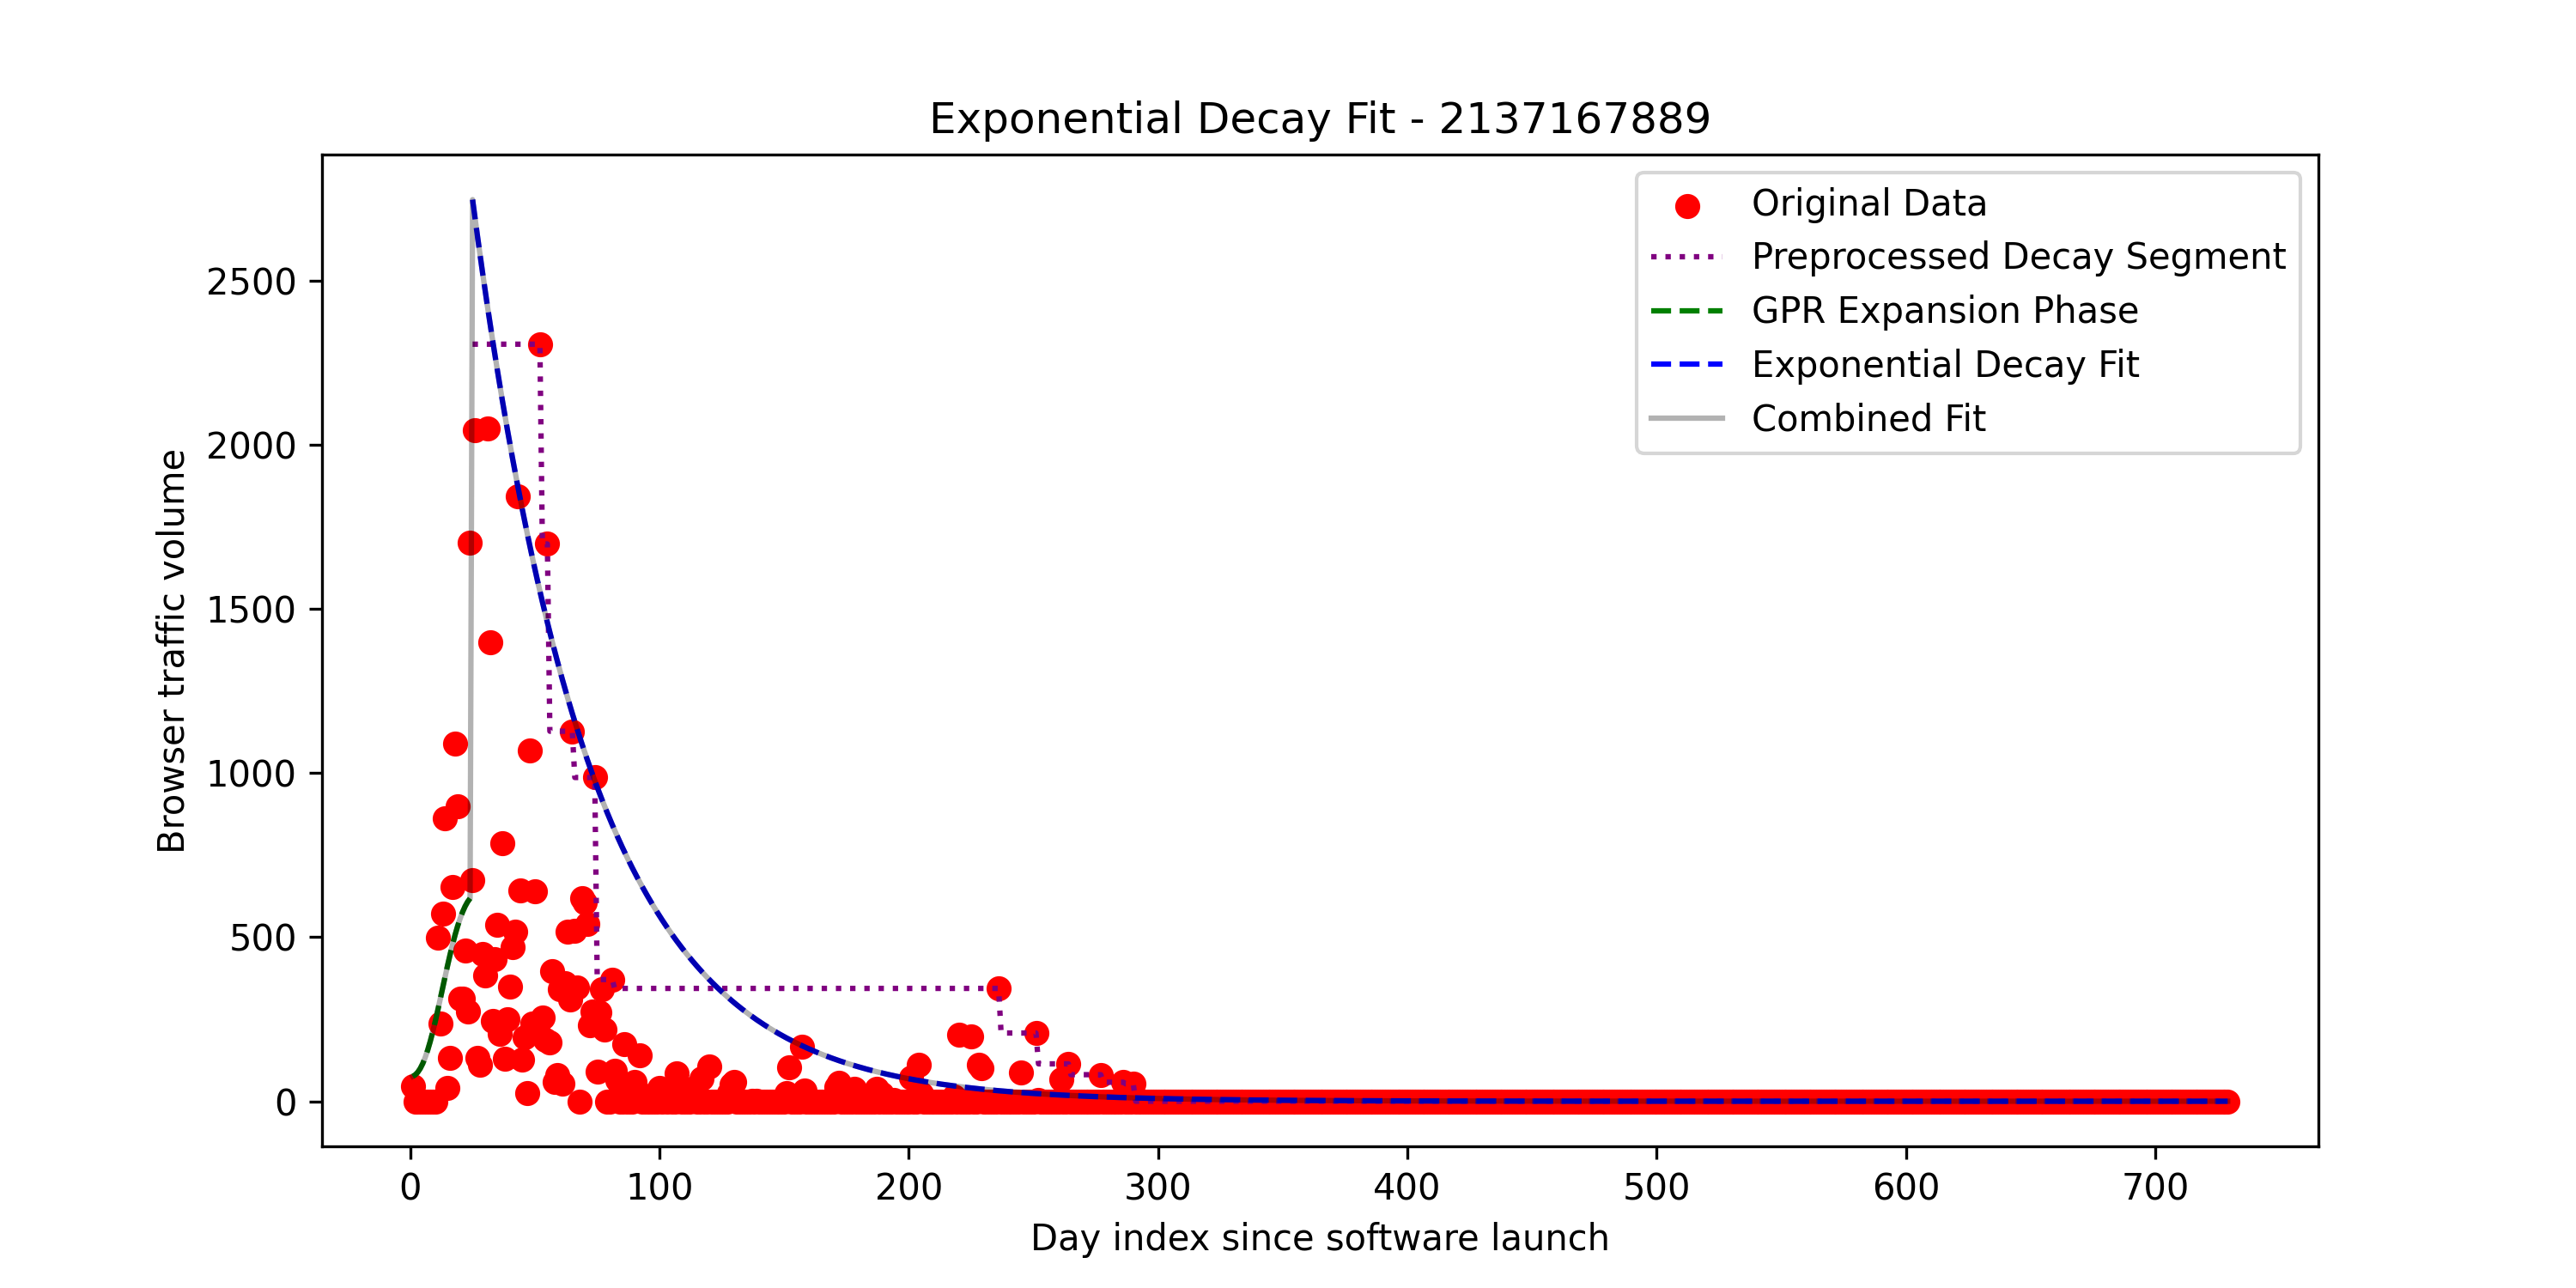 Exponential Decay Fit - 2137167889
Original Data
Preprocessed Decay Segment
GPR Expansion Phase
Exponential Decay Fit
Combined Fit
Browser traffic volume
2500
2000
1500
1000
500
0
0 100 200 300 400 500 600 700
Day index since software launch